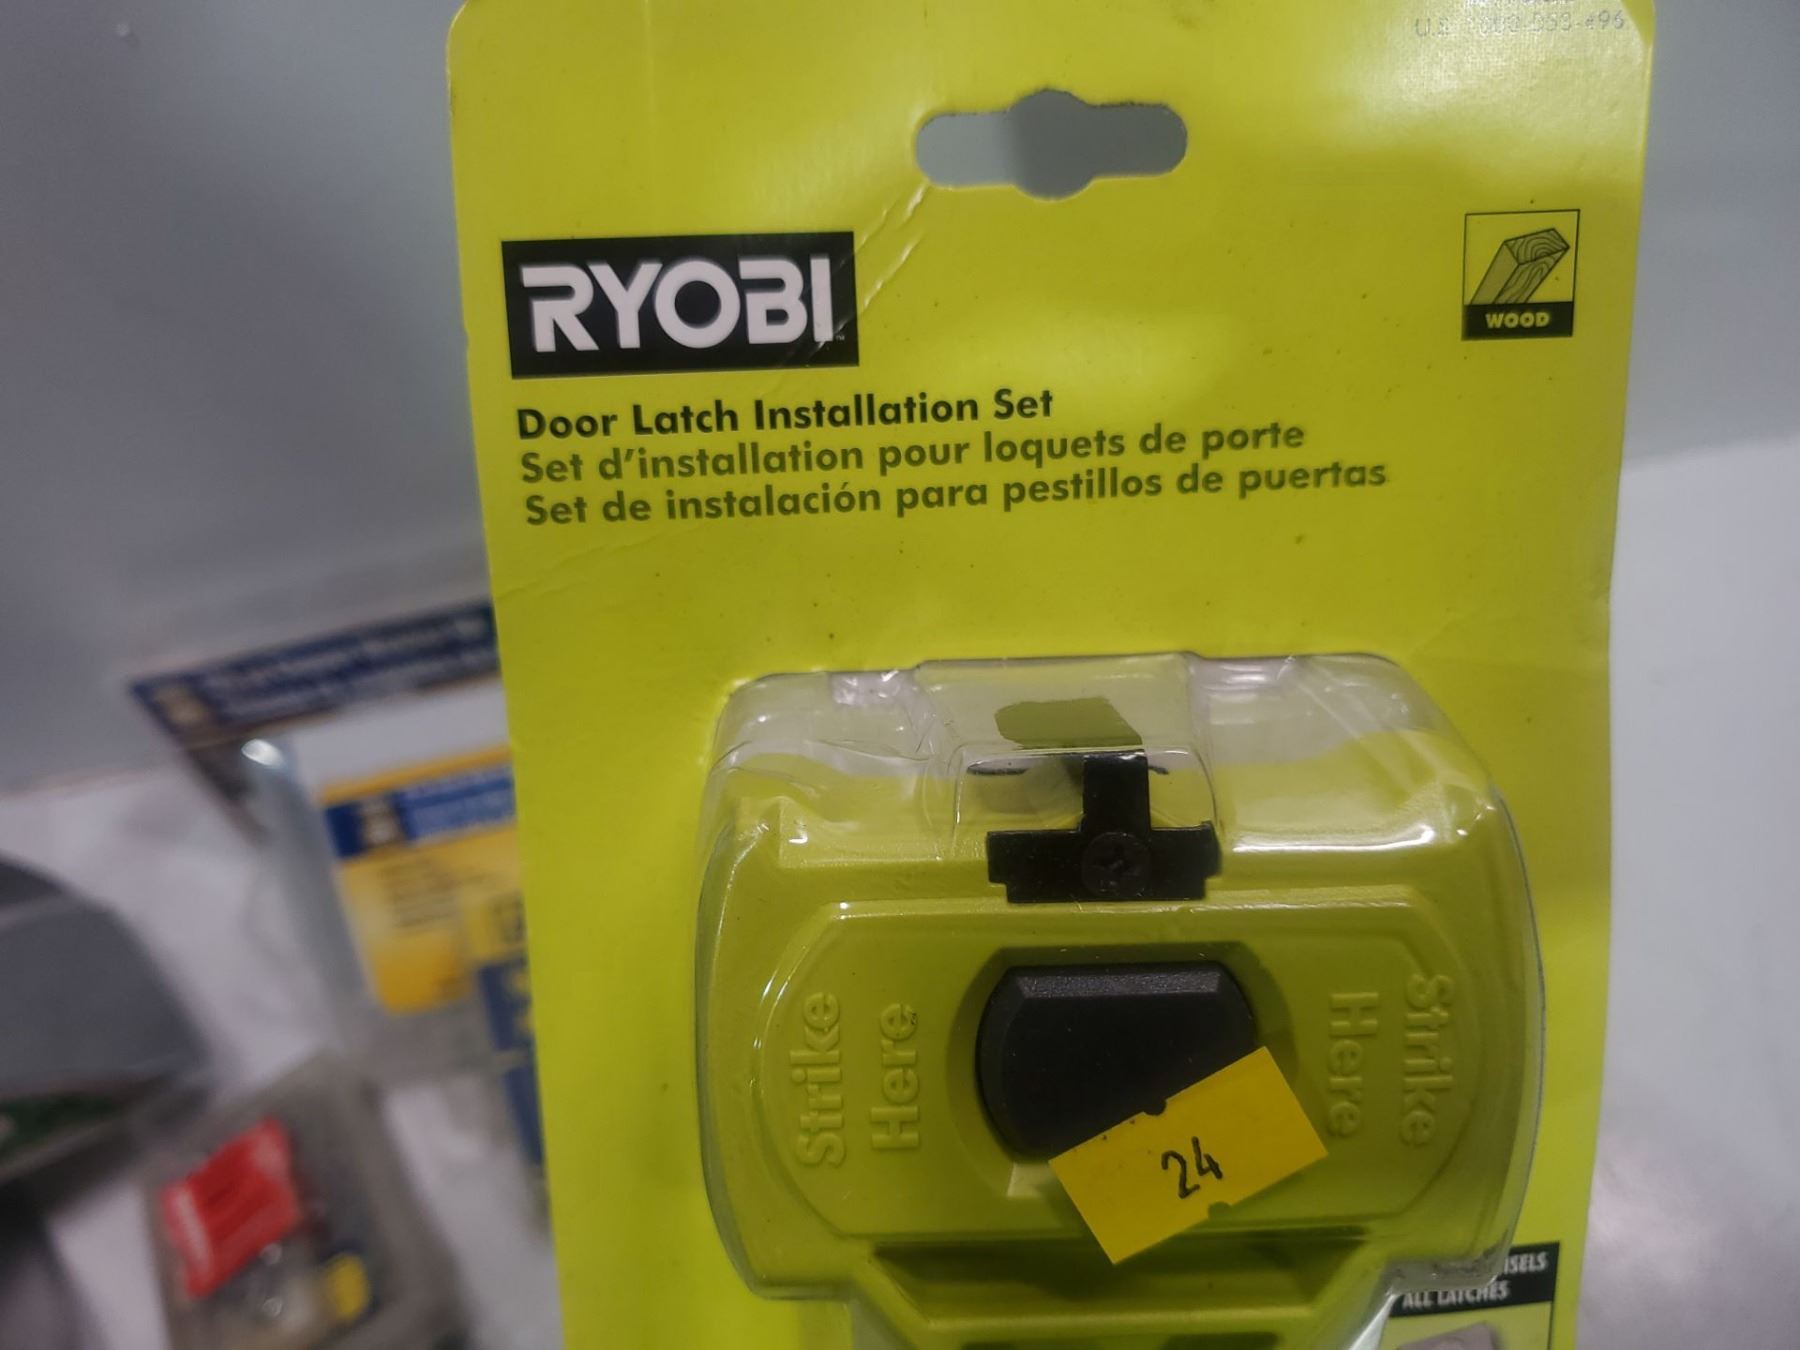 RYOBI
WOOD
Door Latch Installation Set
Set d'installation pour loquets de porte
Set de instalación para pestillos de puertas
Strike
Here
Strike
Here
24
ALL LATCHES